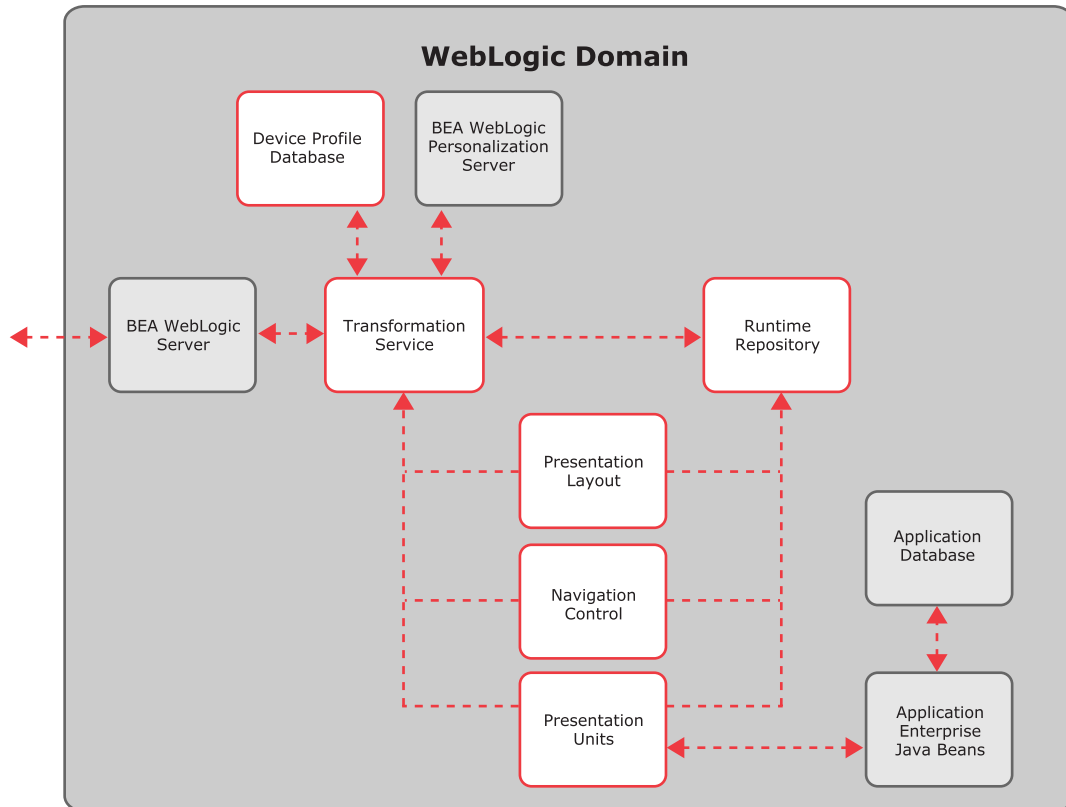 WebLogic Domain
Device Profile
Database
BEA WebLogic
Personalization
Server
BEA WebLogic
Server
Transformation
Service
Runtime
Repository
Presentation
Layout
Navigation
Control
Presentation
Units
Application
Database
Application
Enterprise
Java Beans